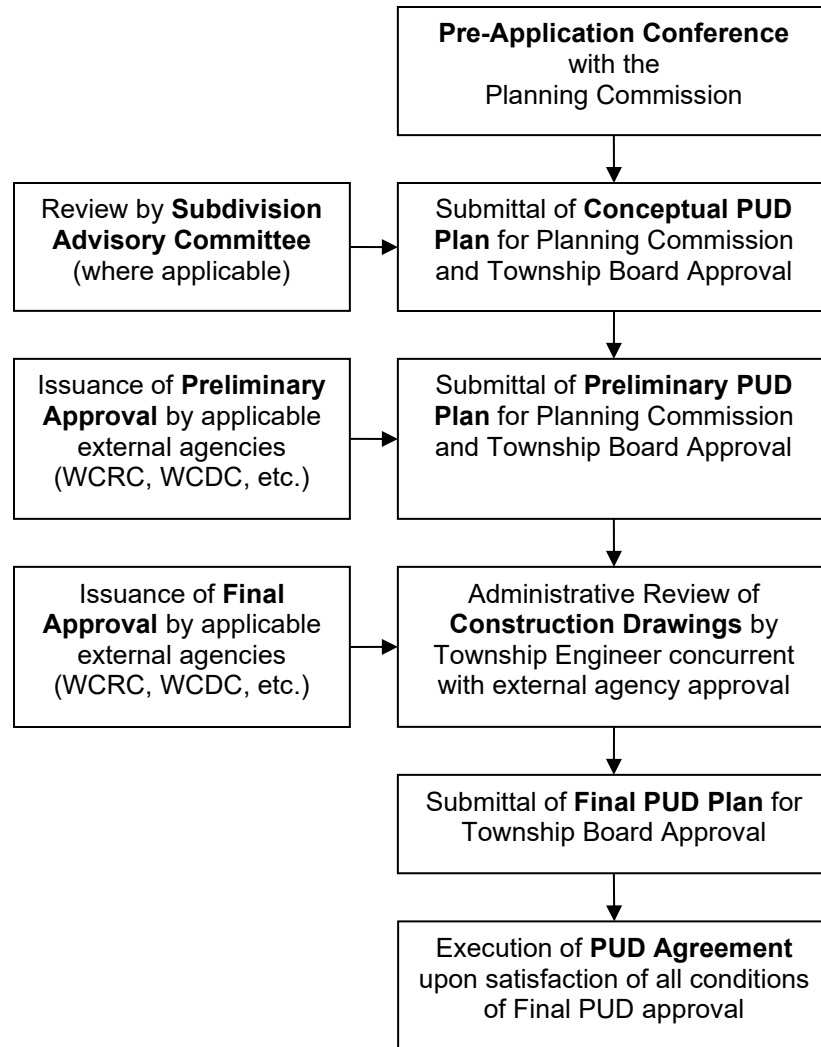 Pre-Application Conference
with the
Planning Commission
Review by Subdivision
Advisory Committee
(where applicable)
Submittal of Conceptual PUD
Plan for Planning Commission
and Township Board Approval
Issuance of Preliminary
Approval by applicable
external agencies
(WCRC, WCDC, etc.)
Submittal of Preliminary PUD
Plan for Planning Commission
and Township Board Approval
Issuance of Final
Approval by applicable
external agencies
(WCRC, WCDC, etc.)
Administrative Review of
Construction Drawings by
Township Engineer concurrent
with external agency approval
Submittal of Final PUD Plan for
Township Board Approval
Execution of PUD Agreement
upon satisfaction of all conditions
of Final PUD approval